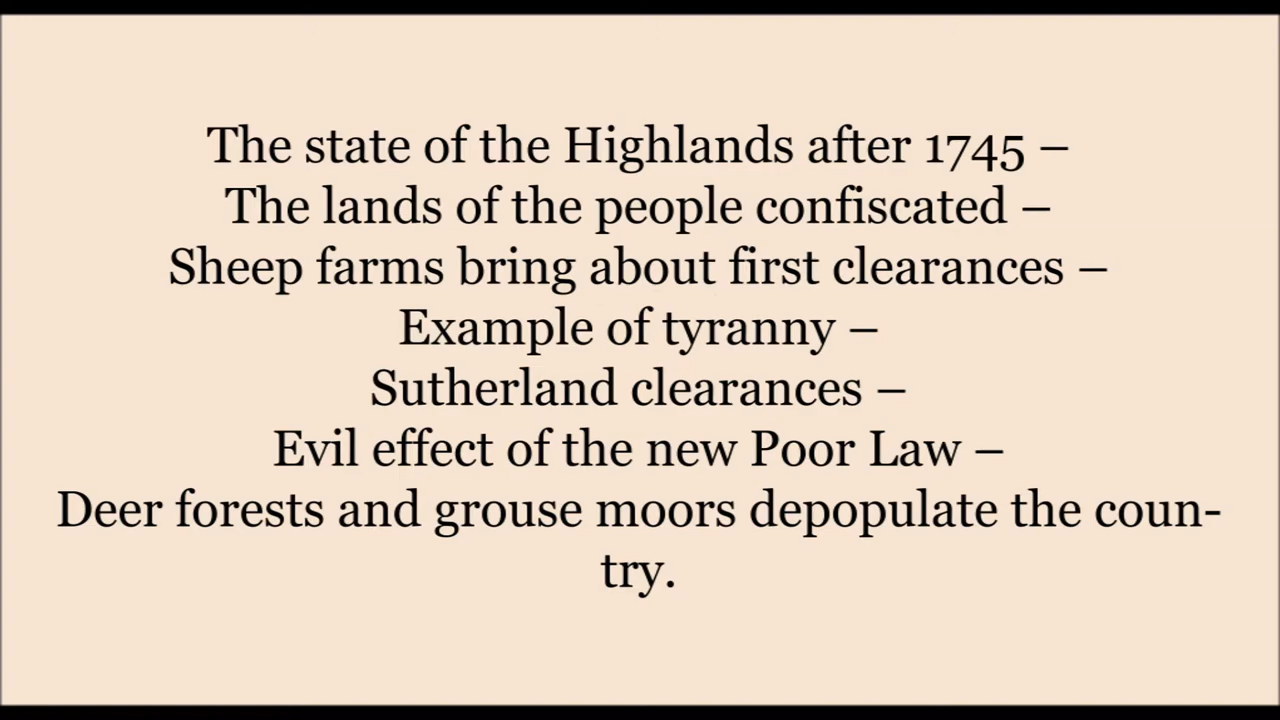 The state of the Highlands after 1745 –
The lands of the people confiscated –
Sheep farms bring about first clearances –
Example of tyranny –
Sutherland clearances –
Evil effect of the new Poor Law –
Deer forests and grouse moors depopulate the coun-
try.